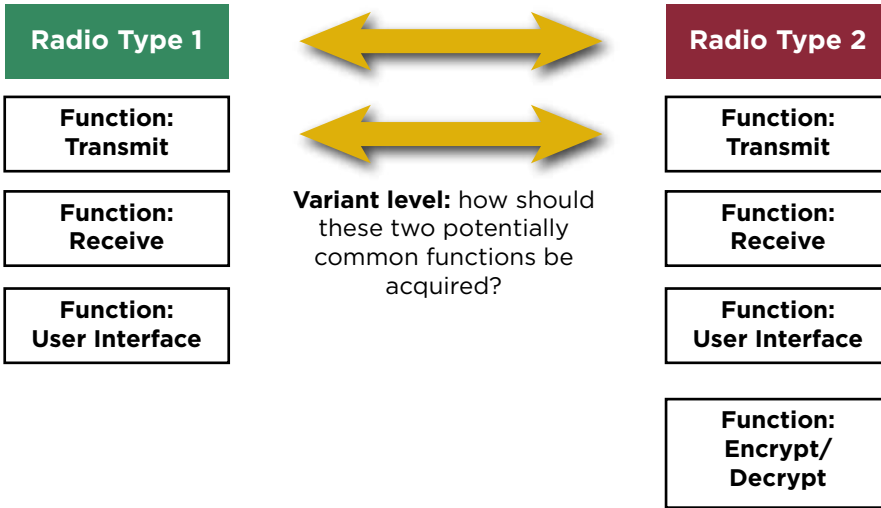 Radio Type 1
Radio Type 2
Function:
Transmit
Function:
Transmit
Variant level: how should
these two potentially
common functions be
acquired?
Function:
Receive
Function:
Receive
Function:
User Interface
Function:
User Interface
Function:
Encrypt/
Decrypt